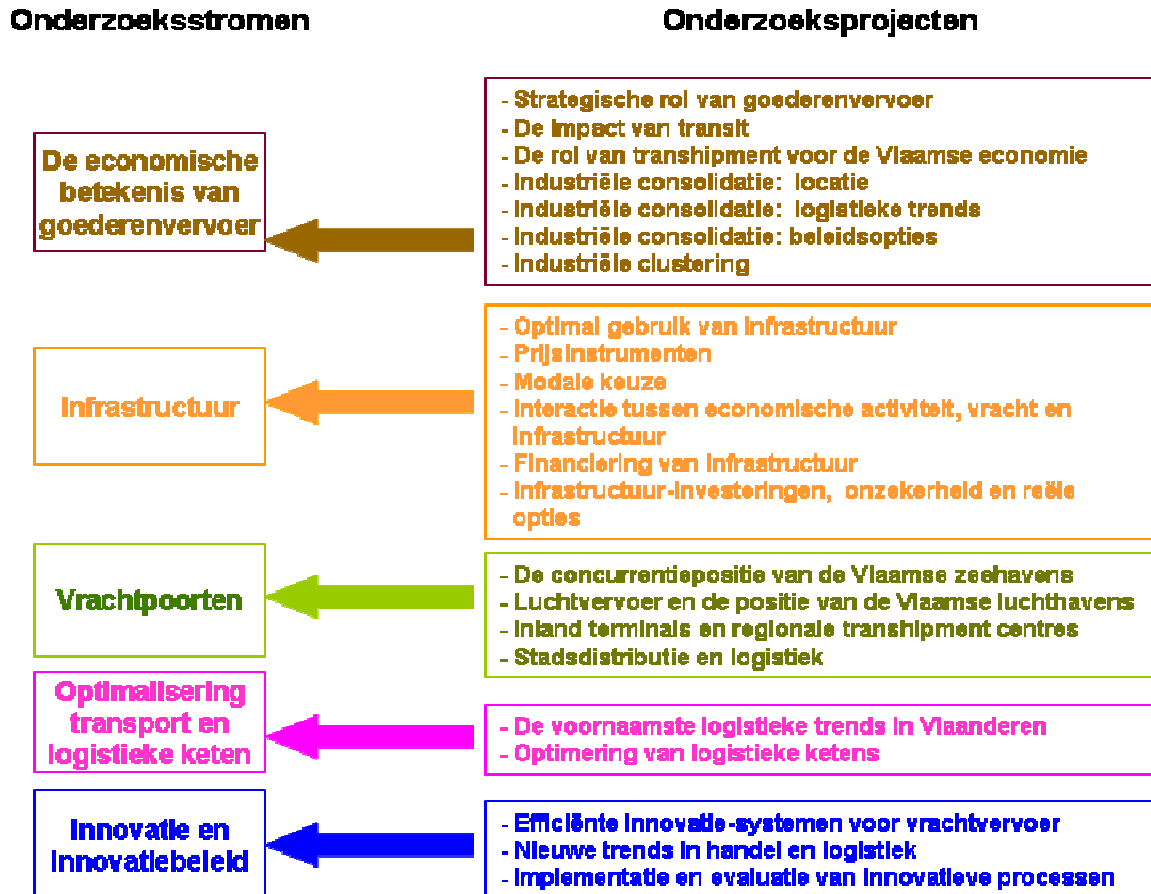 Onderzoeksstromen
Onderzoeksprojecten
De economische
betekenis van
goederenvervoer
- Strategische rol van goederenvervoer
- De impact van transit
- De rol van transhipment voor de Vlaamse economie
- Industriële consolidatie: locatie
- Industriële consolidatie: logistieke trends
- Industriële consolidatie: beleidsopties
- Industriële clustering
Infrastructuur
- Optimal gebruik van infrastructuur
- Prijsinstrumenten
- Modale keuze
- Interactie tussen economische activiteit, vracht en
infrastructuur
- Financiering van infrastructuur
- Infrastructuur-investeringen, onzekerheid en reële
opties
Vrachtpoorten
- De concurrentiepositie van de Vlaamse zeehavens
- Luchtvervoer en de positie van de Vlaamse luchthavens
- Inland terminals en regionale transhipment centres
- Stadsdistributie en logistiek
Optimalisering
transport en
logistieke keten
- De voornaamste logistieke trends in Vlaanderen
- Optimering van logistieke ketens
Innovatie en
innovatiebeleid
- Efficiënte innovatie-systemen voor vrachtvervoer
- Nieuwe trends in handel en logistiek
- Implementatie en evaluatie van innovatieve processen